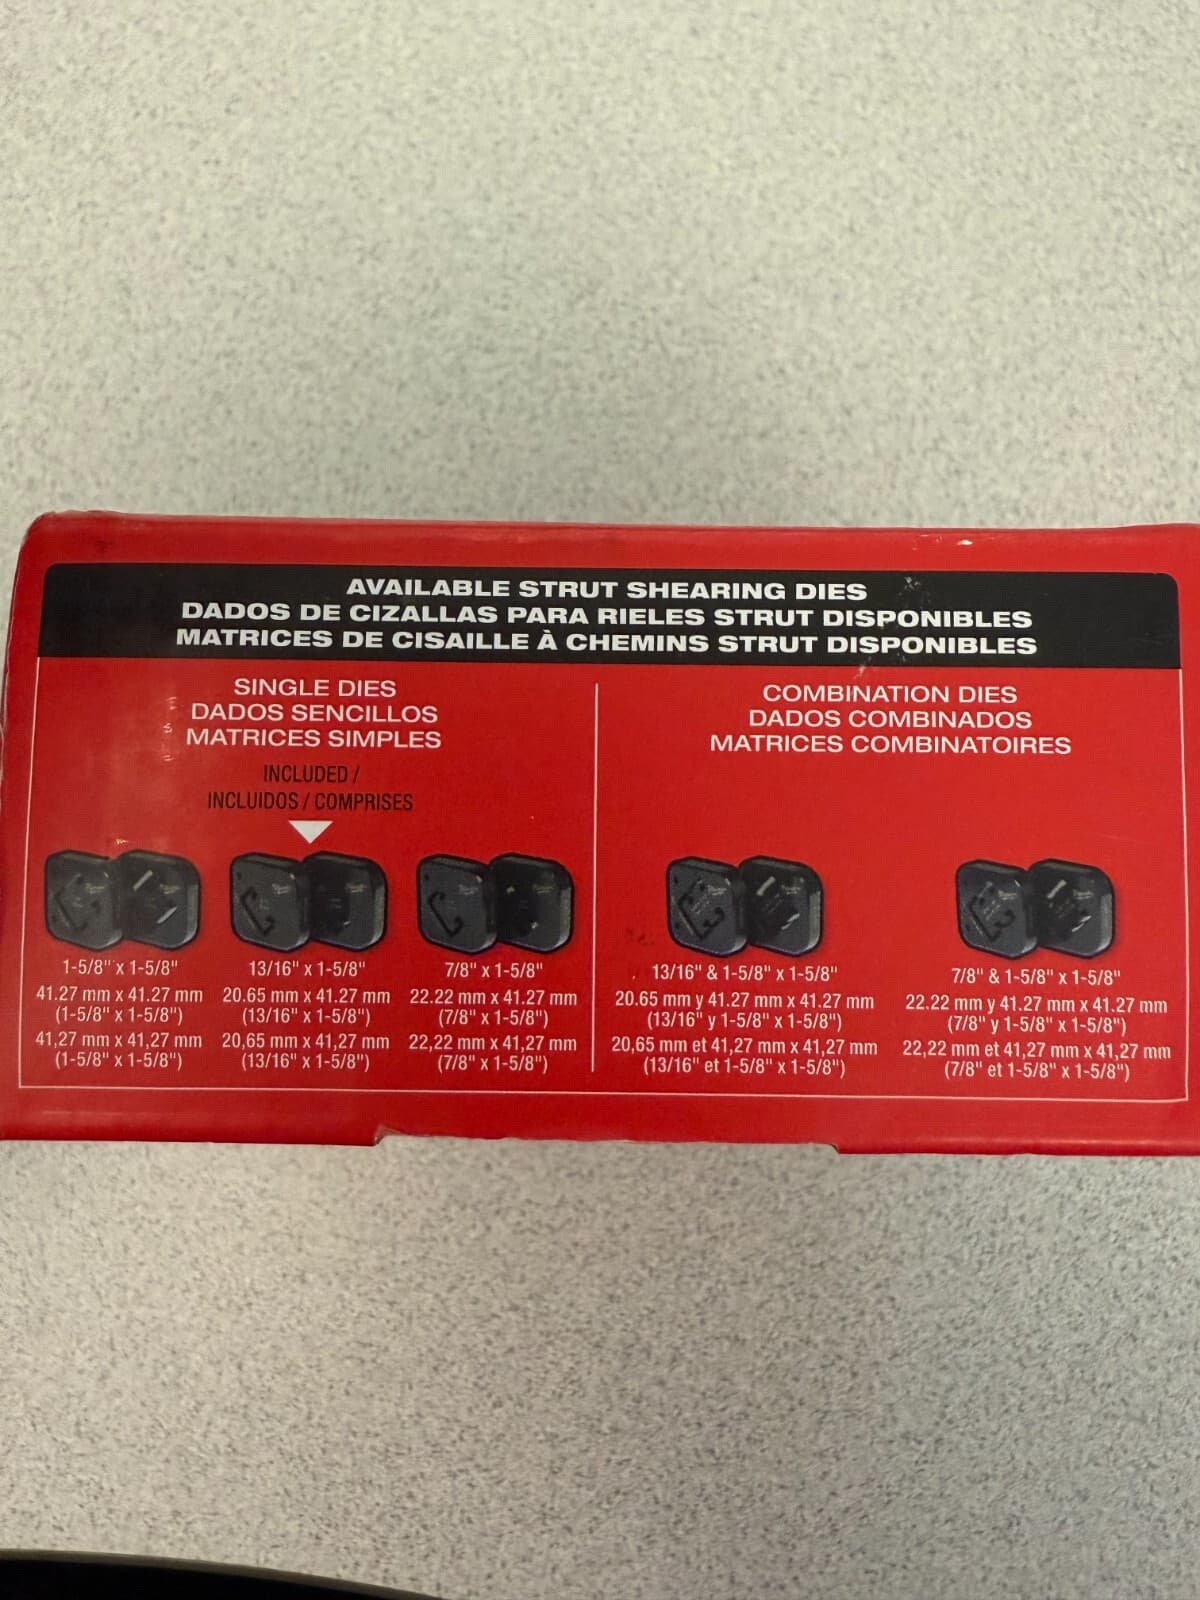 AVAILABLE STRUT SHEARING DIES
DADOS DE CIZALLAS PARA RIELES STRUT DISPONIBLES
MATRICES DE CISAILLE À CHEMINS STRUT DISPONIBLES
SINGLE DIES
DADOS SENCILLOS
MATRICES SIMPLES
INCLUDED /
INCLUIDOS / COMPRISES
1-5/8" x 1-5/8"
41.27 mm x 41.27 mm
(1-5/8" x 1-5/8")
41,27 mm x 41,27 mm
(1-5/8" x 1-5/8")
13/16" x 1-5/8"
20.65 mm x 41.27 mm
(13/16" x 1-5/8")
20,65 mm x 41,27 mm
(13/16" x 1-5/8")
7/8" x 1-5/8"
22.22 mm x 41.27 mm
(7/8" x 1-5/8")
22,22 mm x 41,27 mm
(7/8" x 1-5/8")
COMBINATION DIES
DADOS COMBINADOS
MATRICES COMBINATOIRES
13/16" & 1-5/8" x 1-5/8"
20.65 mm y 41.27 mm x 41.27 mm
(13/16" y 1-5/8" x 1-5/8")
20,65 mm et 41,27 mm x 41,27 mm
(13/16" et 1-5/8" x 1-5/8")
7/8" & 1-5/8" x 1-5/8"
22.22 mm y 41.27 mm x 41.27 mm
(7/8" y 1-5/8" x 1-5/8")
22,22 mm et 41,27 mm x 41,27 mm
(7/8" et 1-5/8" x 1-5/8")